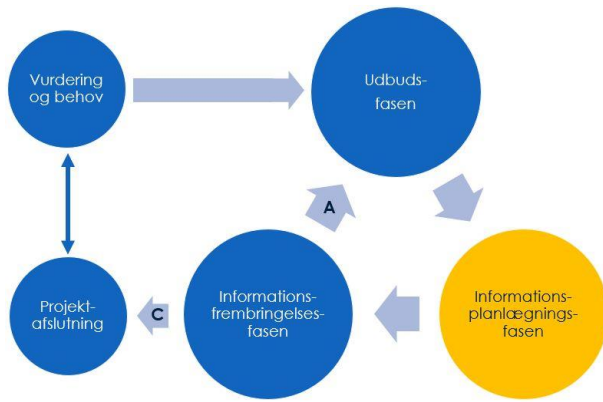 Vurdering
og behov
Udbuds-
fasen
A
Informations-
planlægnings-
fasen
Informations-
frembringelses-
fasen
C
Projekt-
afslutning